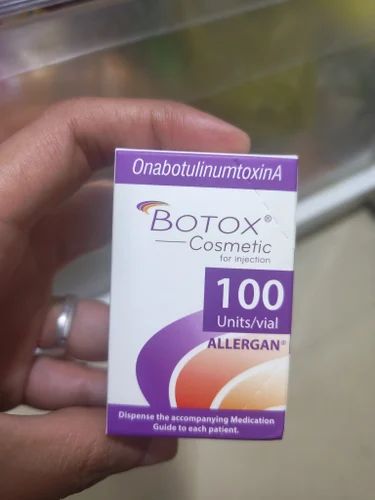 OnabotulinumtoxinA
BOTOX®
Cosmetic
for injection
100
Units/vial
ALLERGAN®
Dispense the accompanying Medication
Guide to each patient.